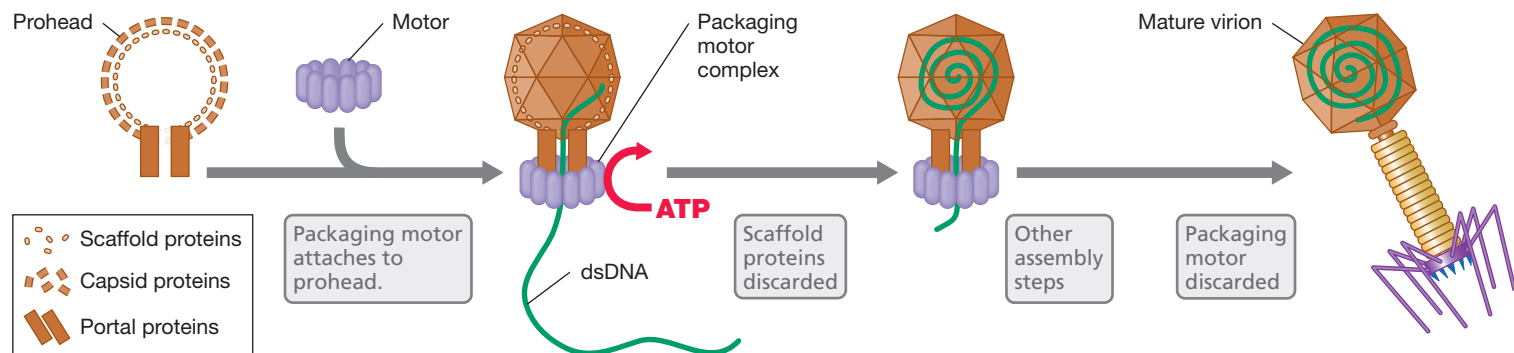 Prohead
Motor
Packaging
motor
complex
Mature virion
ATP
Scaffold proteins
Capsid proteins
Portal proteins
Packaging motor
attaches to
prohead.
dsDNA
Scaffold
proteins
discarded
Other
assembly
steps
Packaging
motor
discarded